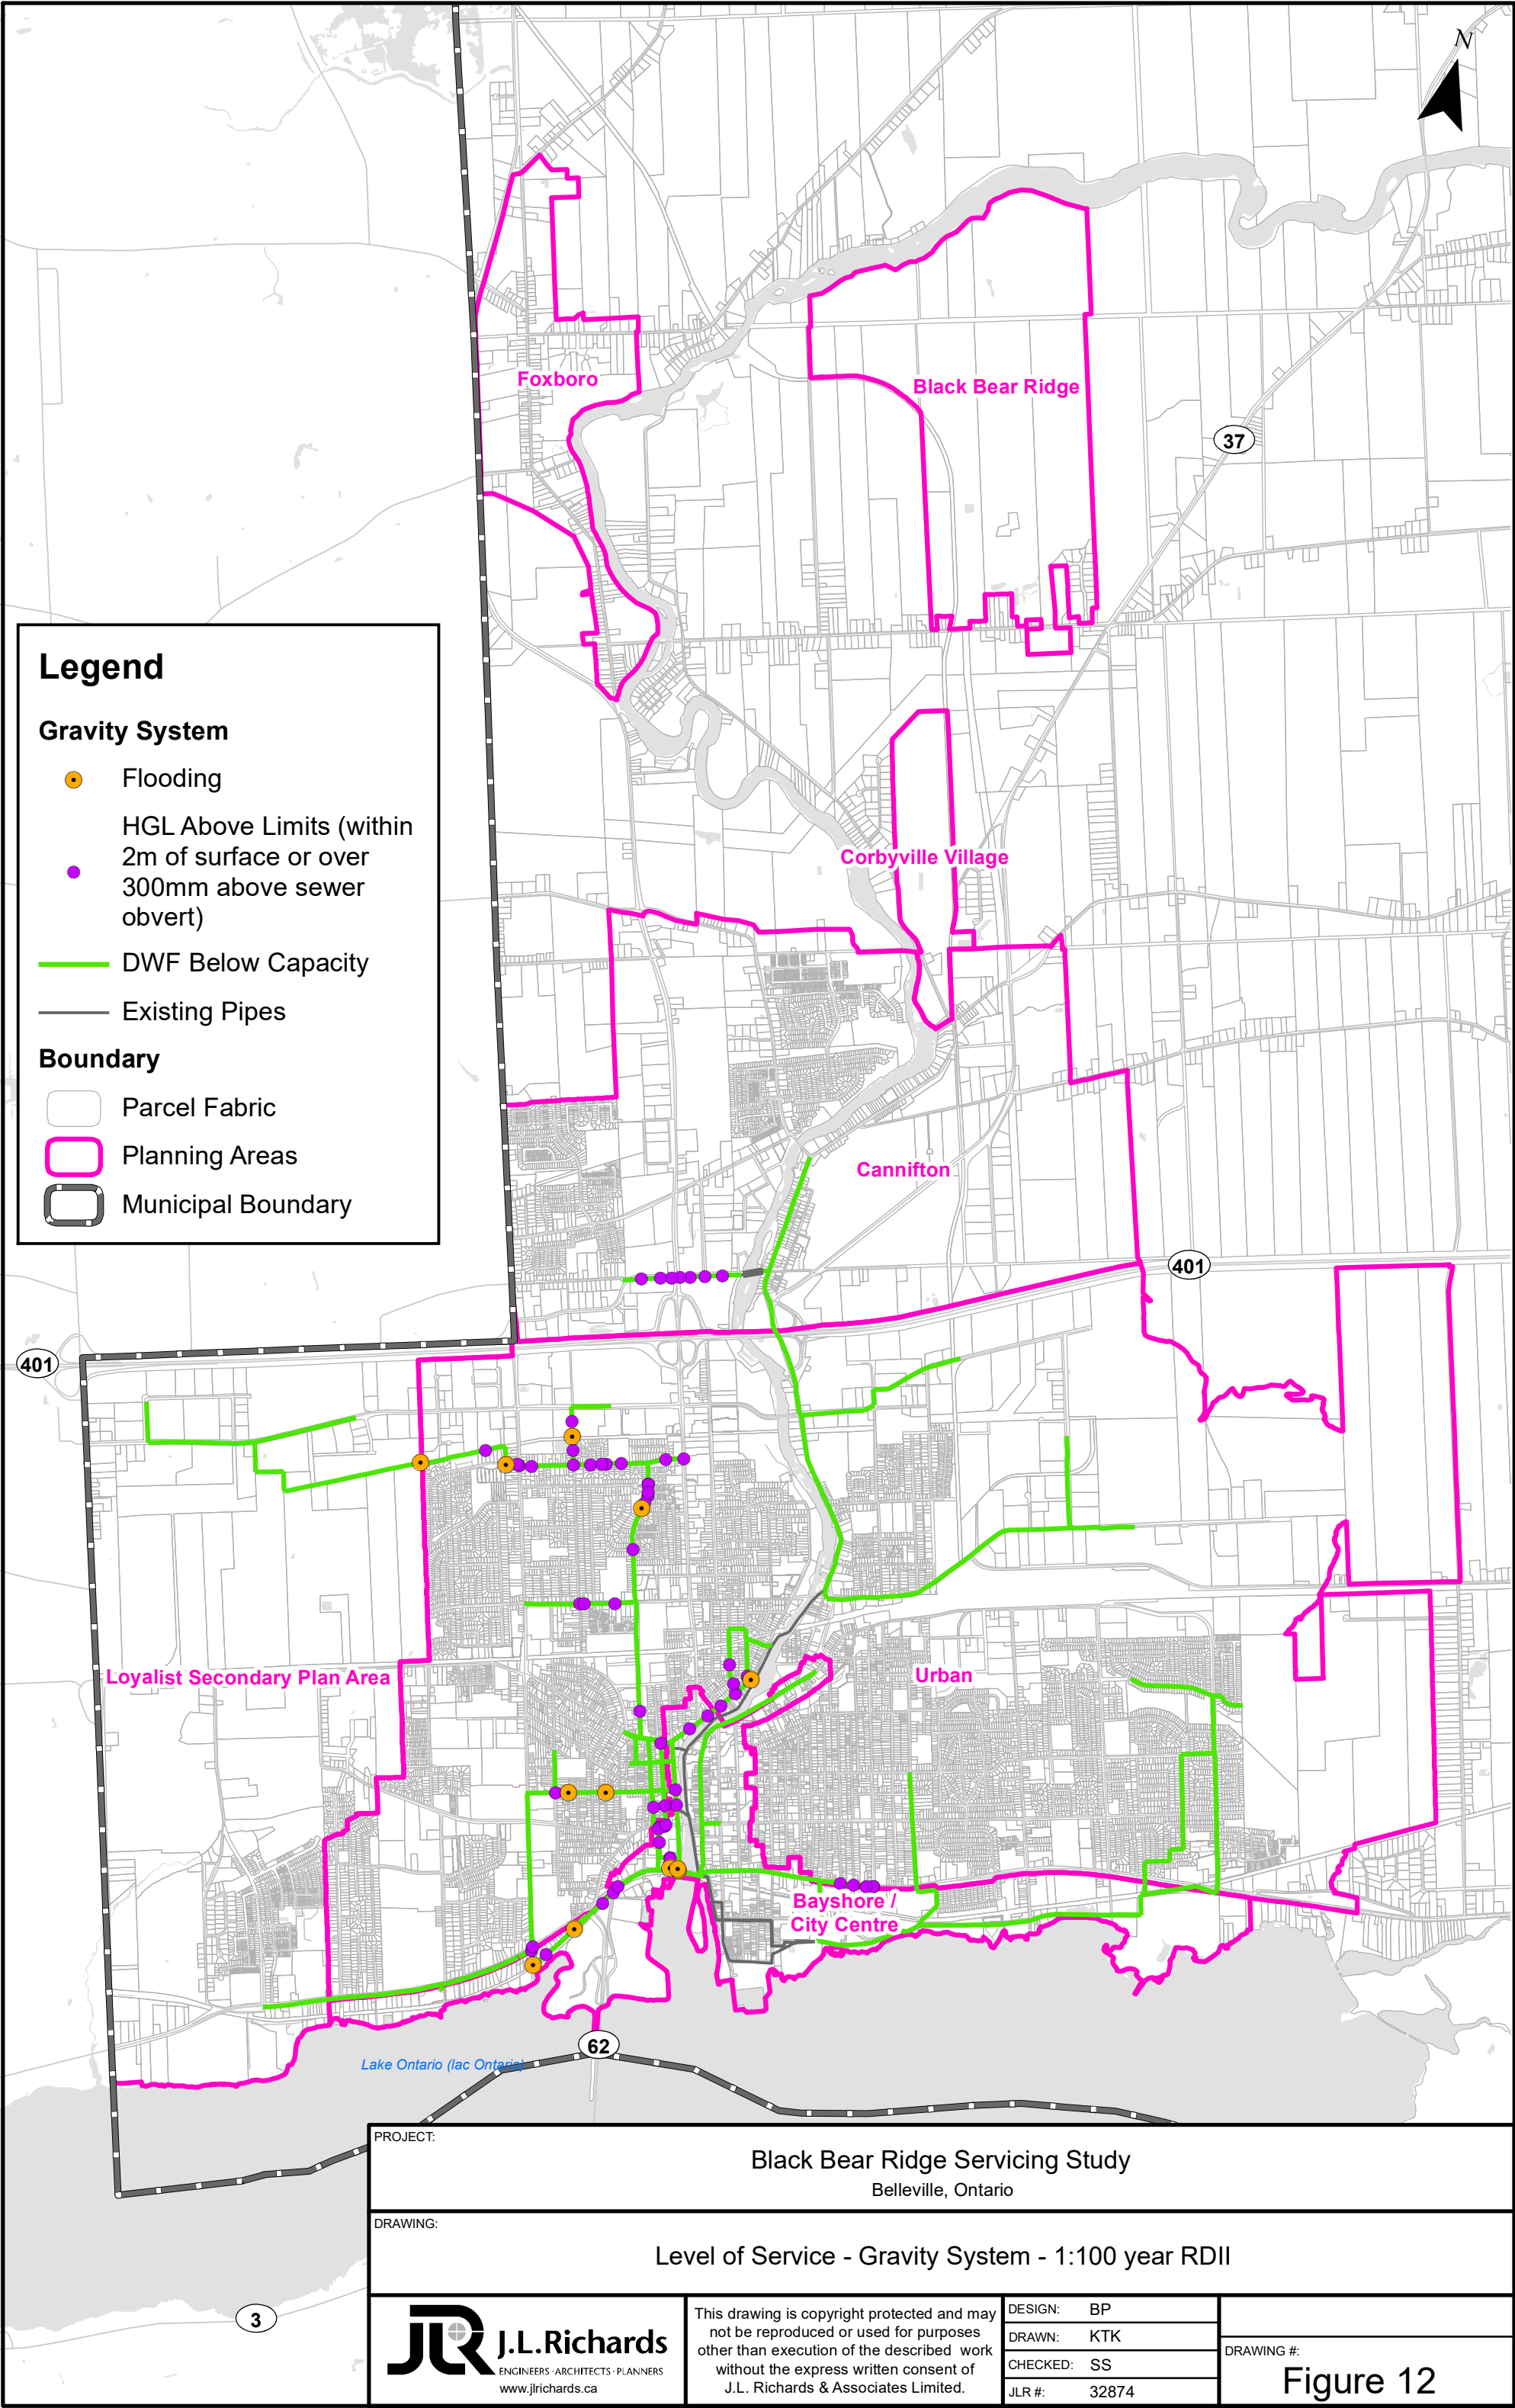 N
Foxboro
Black Bear Ridge
37
Legend
Gravity System
Flooding
HGL Above Limits (within
2m of surface or over
300mm above sewer
obvert)
DWF Below Capacity
Existing Pipes
Boundary
Parcel Fabric
Planning Areas
Municipal Boundary
Corbyville Village
Cannifton
401
401
Loyalist Secondary Plan Area
Urban
Bayshore /
City Centre
62
Lake Ontario (lac Ontario)
3
PROJECT:
Black Bear Ridge Servicing Study
Belleville, Ontario
DRAWING:
Level of Service - Gravity System - 1:100 year RDII
JLR J.L.Richards
ENGINEERS · ARCHITECTS · PLANNERS
www.jlrichards.ca
This drawing is copyright protected and may
not be reproduced or used for purposes
other than execution of the described work
without the express written consent of
J.L. Richards & Associates Limited.
DESIGN: BP
DRAWN: KTK
CHECKED: SS
JLR #: 32874
DRAWING #:
Figure 12